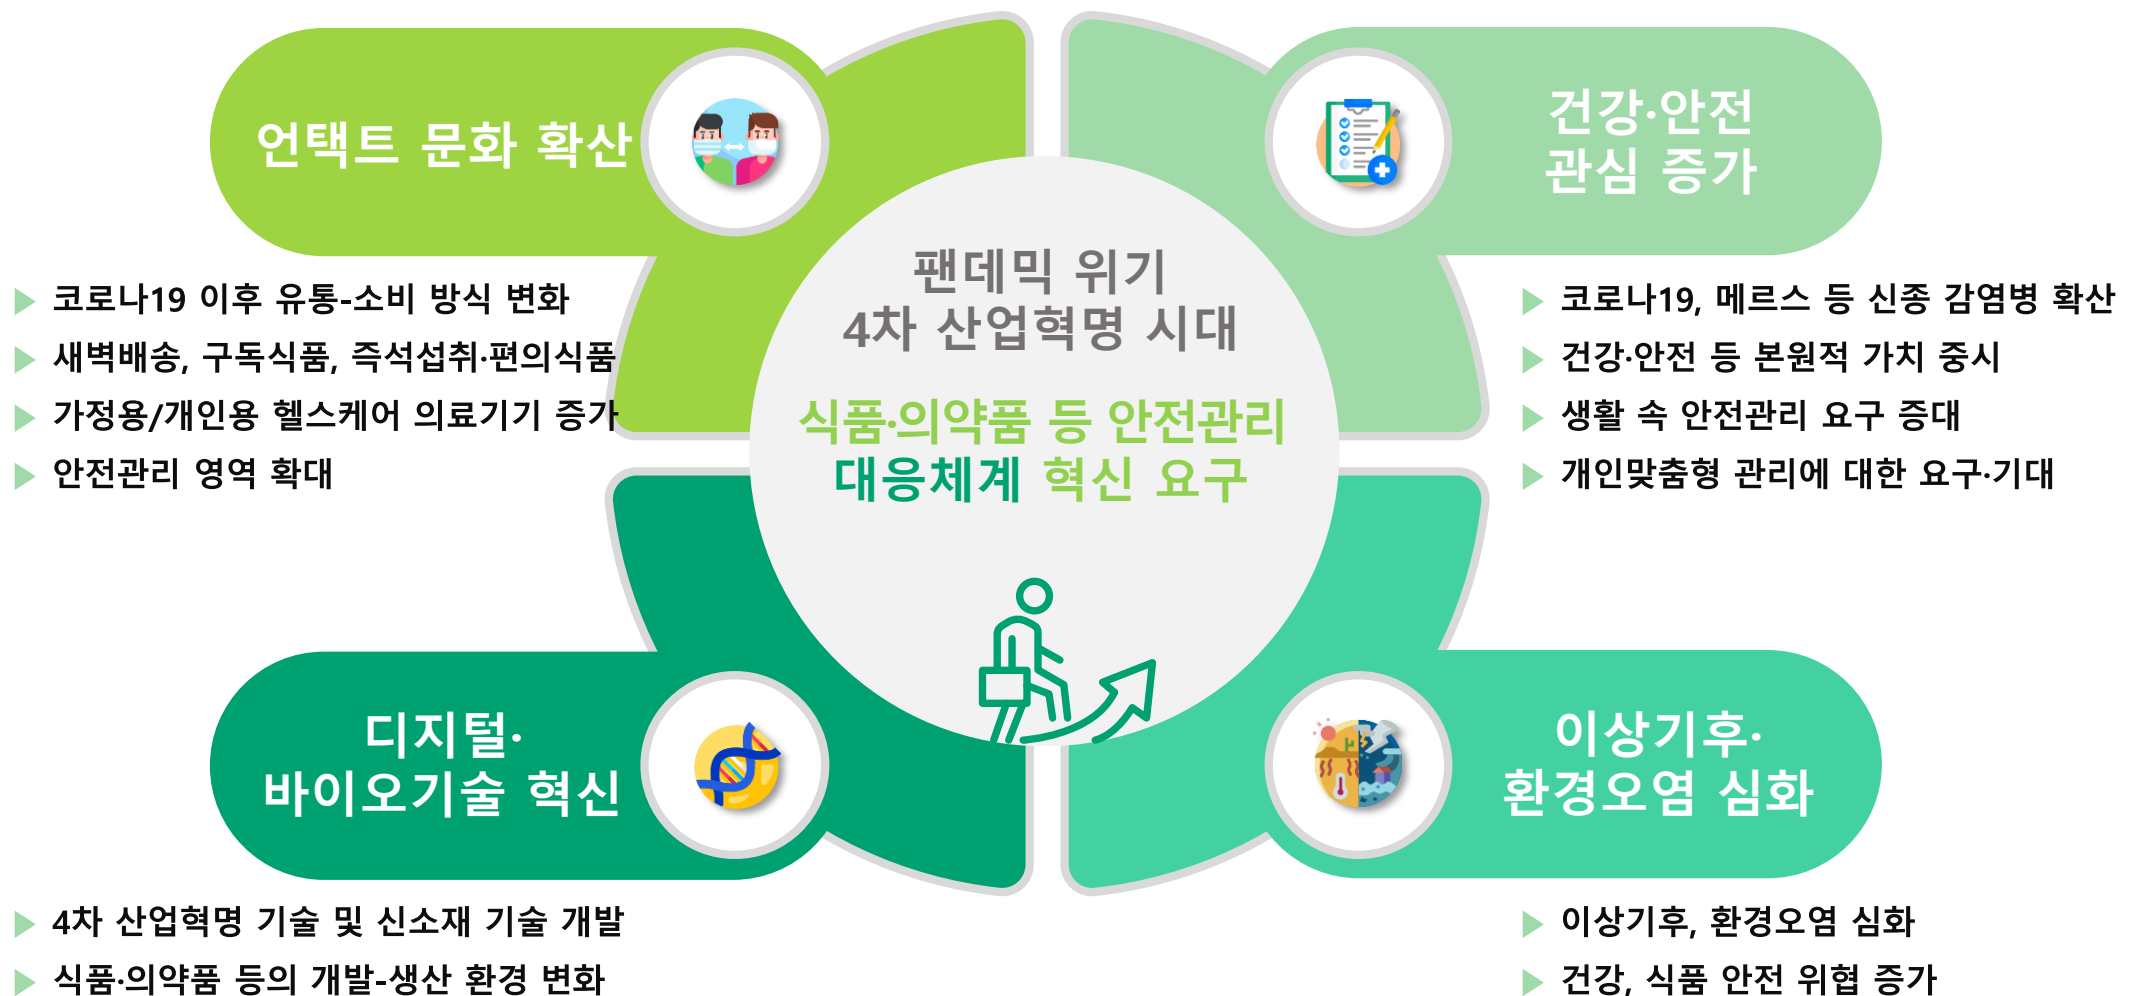 언택트 문화 확산
코로나19 이후 유통-소비 방식 변화
새벽배송, 구독식품, 즉석섭취·편의식품
가정용/개인용 헬스케어 의료기기 증가
안전관리 영역 확대
건강·안전
관심 증가
코로나19, 메르스 등 신종 감염병 확산
건강·안전 등 본원적 가치 중시
생활 속 안전관리 요구 증대
개인맞춤형 관리에 대한 요구·기대
팬데믹 위기
4차 산업혁명 시대
식품·의약품 등 안전관리
대응체계 혁신 요구
디지털·
바이오기술 혁신
4차 산업혁명 기술 및 신소재 기술 개발
식품·의약품 등의 개발-생산 환경 변화
이상기후·
환경오염 심화
이상기후, 환경오염 심화
건강, 식품 안전 위협 증가